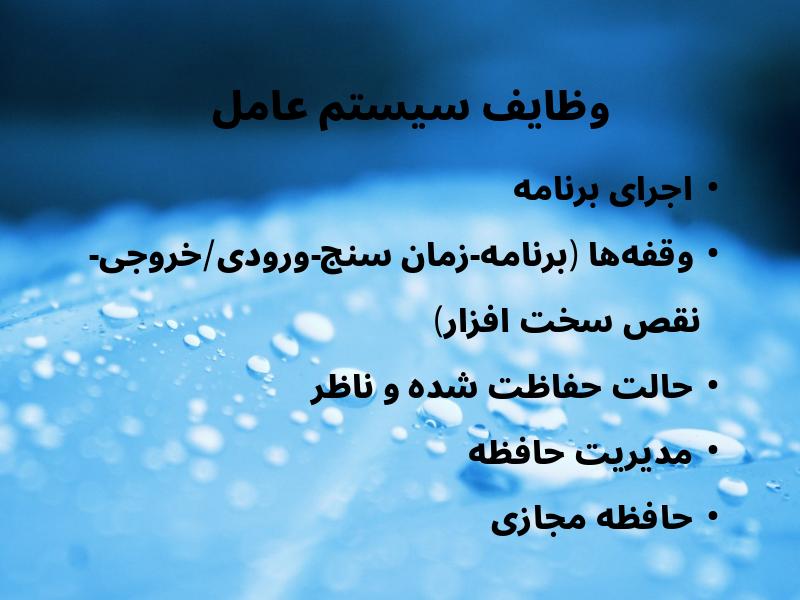 وظایف سیستم عامل
• اجرای برنامه
• وقفه‌ها (برنامه-زمان سنج-ورودی/خروجی-
نقص سخت افزار)
• حالت حفاظت شده و ناظر
• مدیریت حافظه
• حافظه مجازی